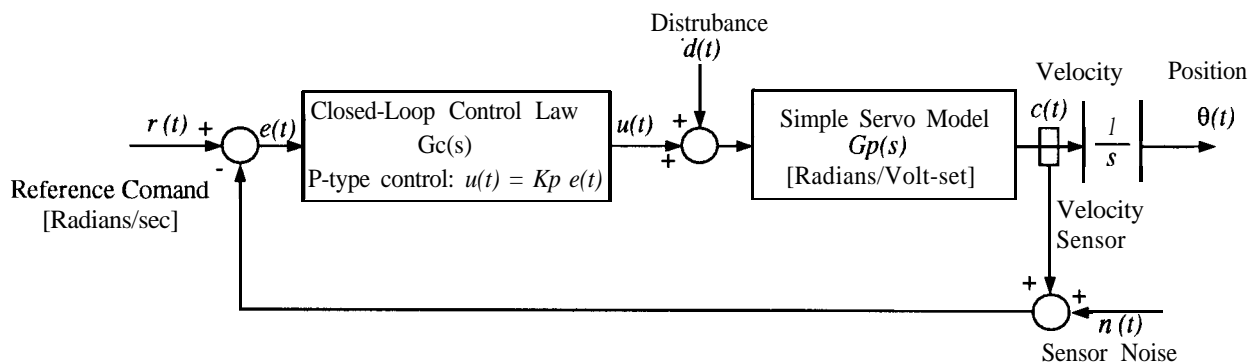 Distrubance
d(t)
Velocity
Position
c(t)
θ(t)
r(t) +
e(t)
Closed-Loop Control Law
Gc(s)
P-type control: u(t) = Kp e(t)
u(t)
+
+
Simple Servo Model
Gp(s)
[Radians/Volt-set]
1
s
-
Reference Comand
[Radians/sec]
Velocity
Sensor
+
+
n(t)
Sensor Noise